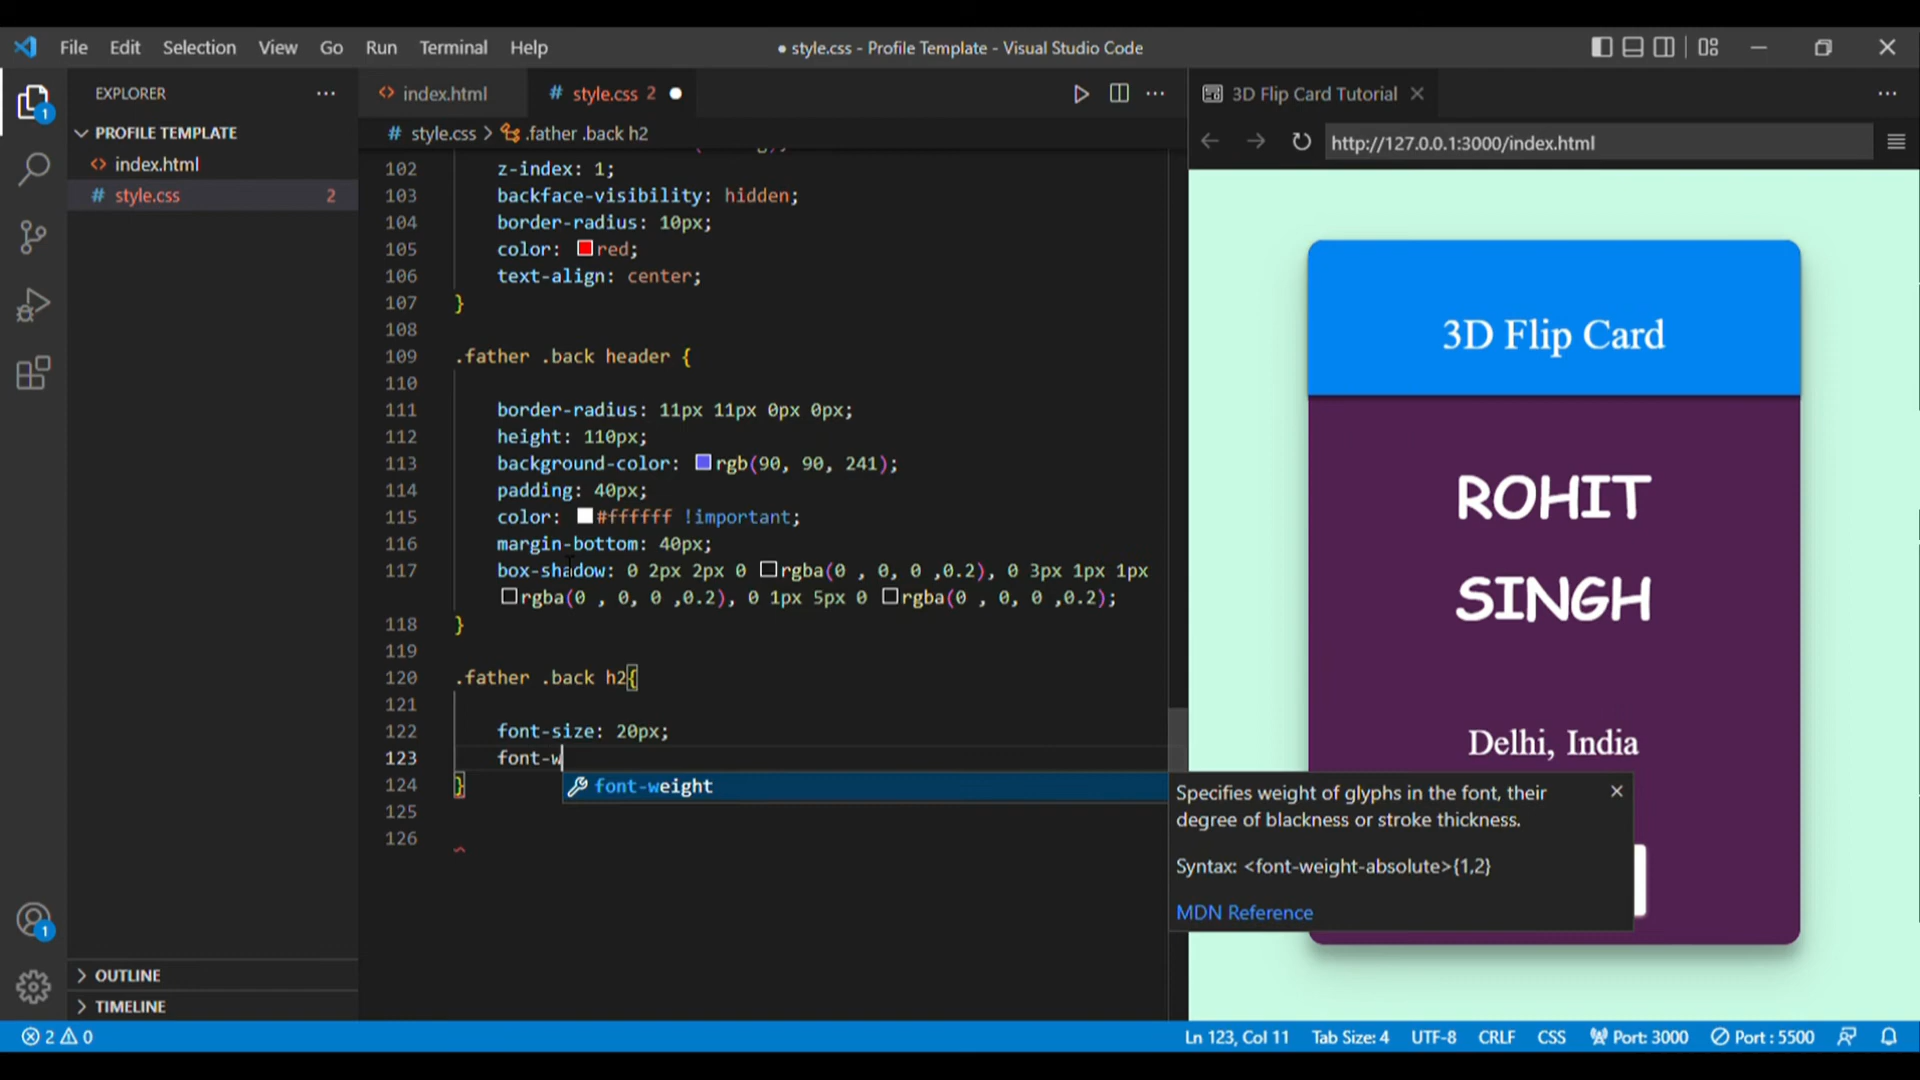 File Edit Selection View Go Run Terminal Help
● style.css - Profile Template - Visual Studio Code
EXPLORER ···
PROFILE TEMPLATE
<> index.html
# style.css 2
OUTLINE
TIMELINE
<> index.html
# style.css 2 ●
# style.css > .father .back h2
102 z-index: 1;
103 backface-visibility: hidden;
104 border-radius: 10px;
105 color: red;
106 text-align: center;
107 }
108
109 .father .back header {
110
111 border-radius: 11px 11px 0px 0px;
112 height: 110px;
113 background-color: rgb(90, 90, 241);
114 padding: 40px;
115 color: #ffffff !important;
116 margin-bottom: 40px;
117 box-shadow: 0 2px 2px 0 rgba(0 , 0, 0 ,0.2), 0 3px 1px 1px
rgba(0 , 0, 0 ,0.2), 0 1px 5px 0 rgba(0 , 0, 0 ,0.2);
118 }
119
120 .father .back h2{
121
122 font-size: 20px;
123 font-w
124 }
125
126
font-weight
Specifies weight of glyphs in the font, their
degree of blackness or stroke thickness.
Syntax: <font-weight-absolute>{1,2}
MDN Reference
3D Flip Card Tutorial
http://127.0.0.1:3000/index.html
3D Flip Card
ROHIT
SINGH
Delhi, India
1
1
2 0
Ln 123, Col 11 Tab Size: 4 UTF-8 CRLF CSS Port: 3000 Port : 5500